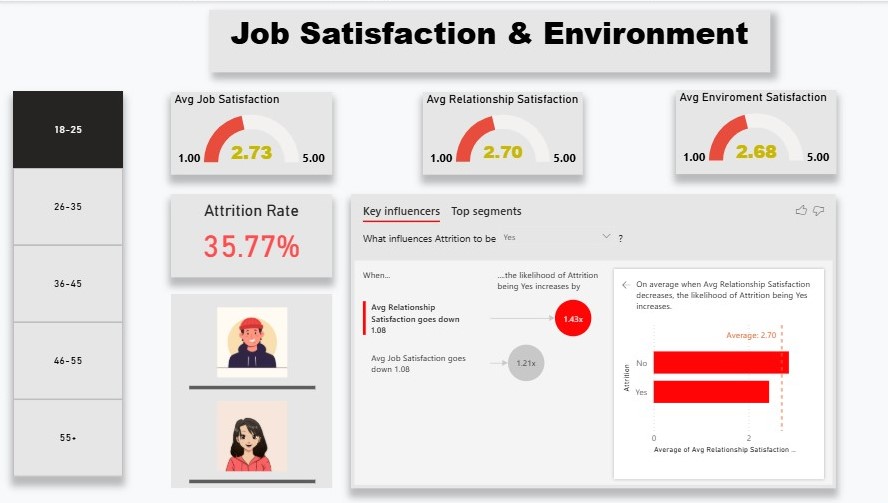 Job Satisfaction & Environment
18-25
26-35
36-45
46-55
55+
Avg Job Satisfaction
1.00
2.73
5.00
Avg Relationship Satisfaction
1.00
2.70
5.00
Avg Enviroment Satisfaction
1.00
2.68
5.00
Attrition Rate
35.77%
Key influencers
Top segments
What influences Attrition to be Yes ?
When...
...the likelihood of Attrition
being Yes increases by
Avg Relationship
Satisfaction goes down
1.08
1.43x
Avg Job Satisfaction goes
down 1.08
1.21x
On average when Avg Relationship Satisfaction
decreases, the likelihood of Attrition being Yes
increases.
Average: 2.70
Attrition
No
Yes
0
2
Average of Avg Relationship Satisfaction ...